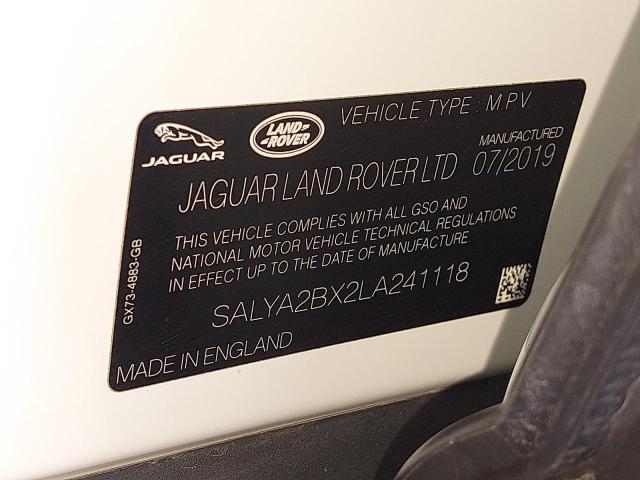 JAGUAR
LAND ROVER
VEHICLE TYPE : M.P.V.
JAGUAR LAND ROVER LTD
MANUFACTURED
07/2019
THIS VEHICLE COMPLIES WITH ALL GSO AND
NATIONAL MOTOR VEHICLE TECHNICAL REGULATIONS
IN EFFECT UP TO THE DATE OF MANUFACTURE
SALYA2BX2LA241118
MADE IN ENGLAND
GX73-4883-GB